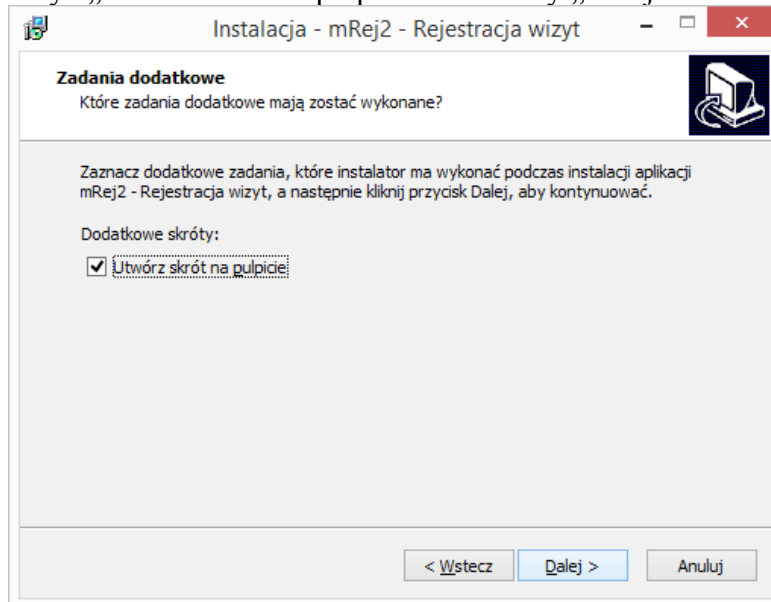 Instalacja - mRej2 - Rejestracja wizyt
Zadania dodatkowe
Które zadania dodatkowe mają zostać wykonane?
Zaznacz dodatkowe zadania, które instalator ma wykonać podczas instalacji aplikacji
mRej2 - Rejestracja wizyt, a następnie kliknij przycisk Dalej, aby kontynuować.
Dodatkowe skróty:
Utwórz skrót na pulpicie
< Wstecz
Dalej >
Anuluj